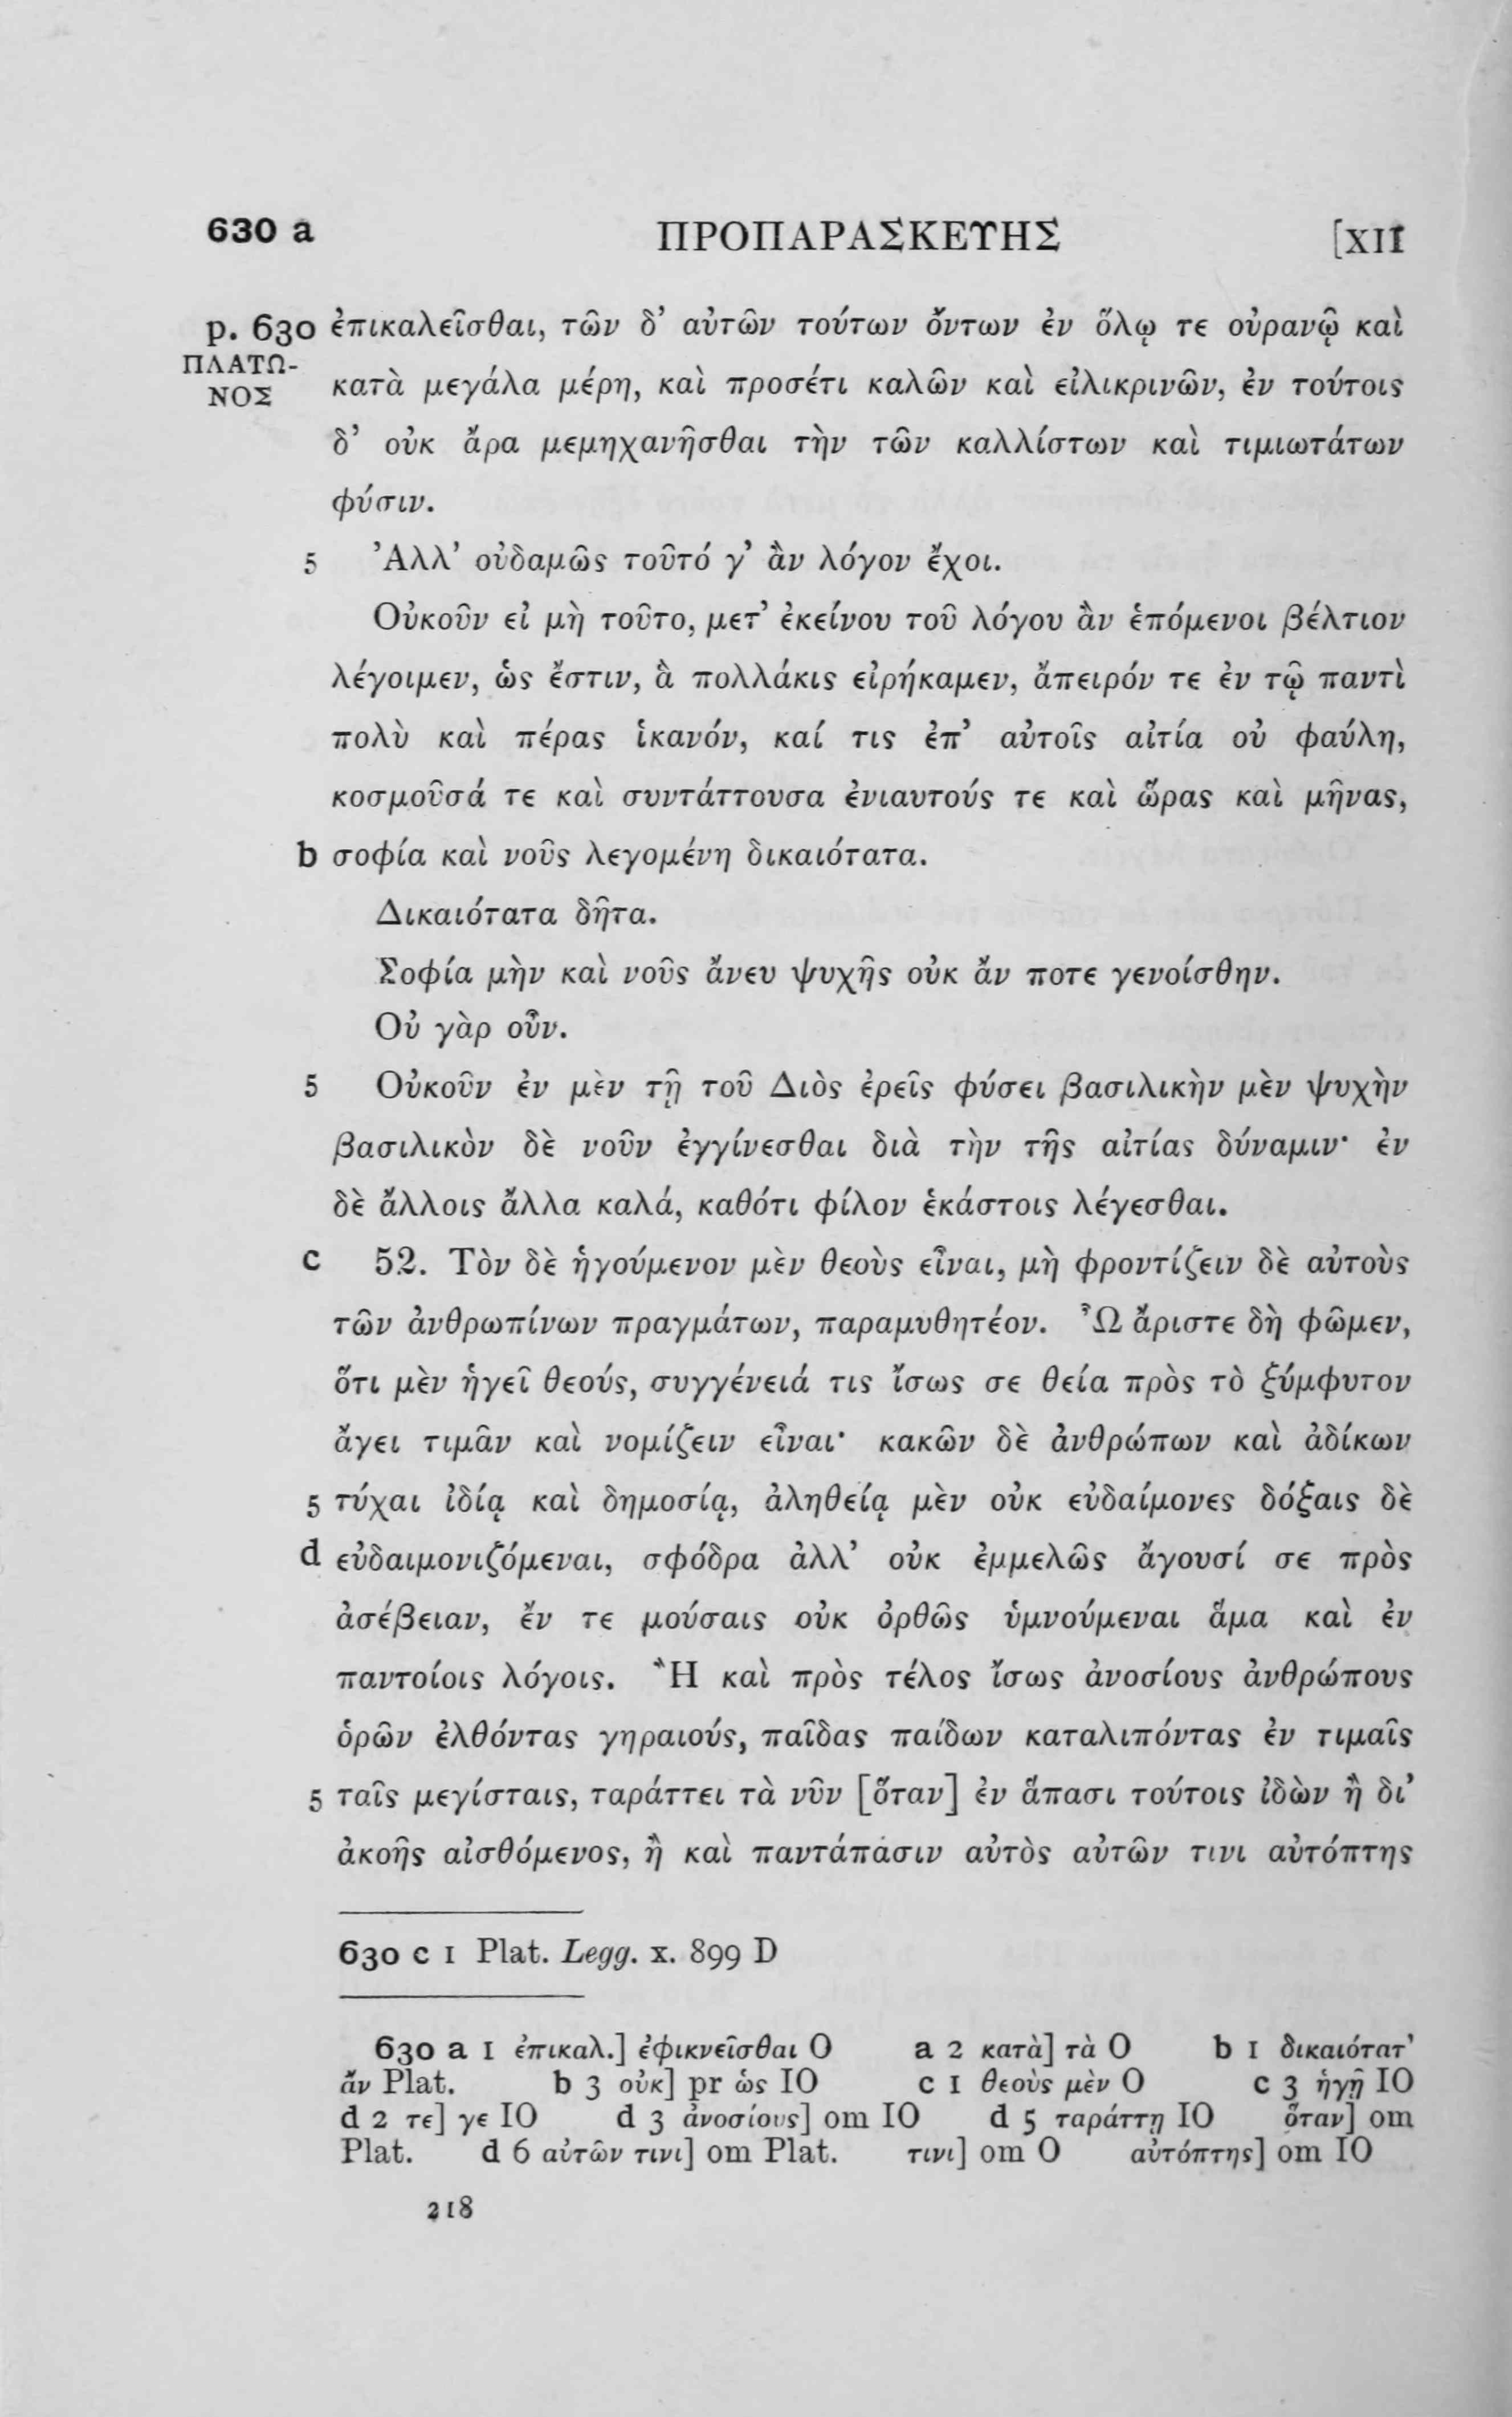 630 a ΠΡΟΠΑΡΑΣΚΕΥΗΣ [XII
p. 630 ἐπικαλεῖσθαι, τῶν δ’ αὐτῶν τούτων ὄντων ἐν ὅλῳ τε οὐρανῷ καὶ
ΠΛΑΤΩ-
ΝΟΣ κατὰ μεγάλα μέρη, καὶ προσέτι καλῶν καὶ εἰλικρινῶν, ἐν τούτοις
δ’ οὐκ ἄρα μεμηχανῆσθαι τὴν τῶν καλλίστων καὶ τιμιωτάτων
φύσιν.
5 Ἀλλ’ οὐδαμῶς τοῦτό γ’ ἂν λόγον ἔχοι.
Οὐκοῦν εἰ μὴ τοῦτο, μετ’ ἐκείνου τοῦ λόγου ἂν ἑπόμενοι βέλτιον
λέγοιμεν, ὡς ἔστιν, ἃ πολλάκις εἰρήκαμεν, ἄπειρόν τε ἐν τῷ παντὶ
πολὺ καὶ πέρας ἱκανόν, καί τις ἐπ’ αὐτοῖς αἰτία οὐ φαύλη,
κοσμοῦσά τε καὶ συντάττουσα ἐνιαυτούς τε καὶ ὥρας καὶ μῆνας,
b σοφία καὶ νοῦς λεγομένη δικαιότατα.
Δικαιότατα δῆτα.
Σοφία μὴν καὶ νοῦς ἄνευ ψυχῆς οὐκ ἄν ποτε γενοίσθην.
Οὐ γὰρ οὖν.
5 Οὐκοῦν ἐν μὲν τῇ τοῦ Διὸς ἐρεῖς φύσει βασιλικὴν μὲν ψυχὴν
βασιλικὸν δὲ νοῦν ἐγγίνεσθαι διὰ τὴν τῆς αἰτίας δύναμιν· ἐν
δὲ ἄλλοις ἄλλα καλά, καθότι φίλον ἑκάστοις λέγεσθαι.
c 52. Τὸν δὲ ἡγούμενον μὲν θεοὺς εἶναι, μὴ φροντίζειν δὲ αὐτοὺς
τῶν ἀνθρωπίνων πραγμάτων, παραμυθητέον. Ὦ ἄριστε δὴ φῶμεν,
ὅτι μὲν ἡγεῖ θεούς, συγγένειά τις ἴσως σε θεία πρὸς τὸ ξύμφυτον
ἄγει τιμᾶν καὶ νομίζειν εἶναι· κακῶν δὲ ἀνθρώπων καὶ ἀδίκων
5 τύχαι ἰδίᾳ καὶ δημοσίᾳ, ἀληθείᾳ μὲν οὐκ εὐδαίμονες δόξαις δὲ
d εὐδαιμονιζόμεναι, σφόδρα ἀλλ’ οὐκ ἐμμελῶς ἄγουσί σε πρὸς
ἀσέβειαν, ἔν τε μούσαις οὐκ ὀρθῶς ὑμνούμεναι ἅμα καὶ ἐν
παντοίοις λόγοις. Ἢ καὶ πρὸς τέλος ἴσως ἀνοσίους ἀνθρώπους
ὁρῶν ἐλθόντας γηραιούς, παῖδας παίδων καταλιπόντας ἐν τιμαῖς
5 ταῖς μεγίσταις, ταράττει τὰ νῦν [ὅταν] ἐν ἅπασι τούτοις ἰδὼν ἢ δι’
ἀκοῆς αἰσθόμενος, ἢ καὶ παντάπασιν αὐτὸς αὐτῶν τινι αὐτόπτης
630 c 1 Plat. Legg. x. 899 D
630 a 1 ἐπικαλ.] ἐφικνεῖσθαι O a 2 κατὰ] τὰ O b 1 δικαιότατ’
ἄν Plat. b 3 οὐκ] pr ὡς IO c 1 θεοὺς μὲν O c 3 ἡγῇ IO
d 2 τε] γε IO d 3 ἀνοσίους] om IO d 5 ταράττῃ IO ὅταν] om
Plat. d 6 αὐτῶν τινι] om Plat. τινι] om O αὐτόπτης] om IO
218